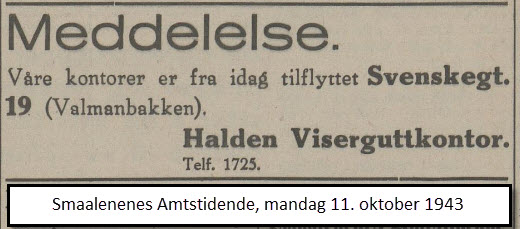 Meddelelse.
Våre kontorer er fra idag tilflyttet Svenskegt.
19 (Valmanbakken).
Halden Viserguttkontor.
Telf. 1725.
Smaalenenes Amtstidende, mandag 11. oktober 1943